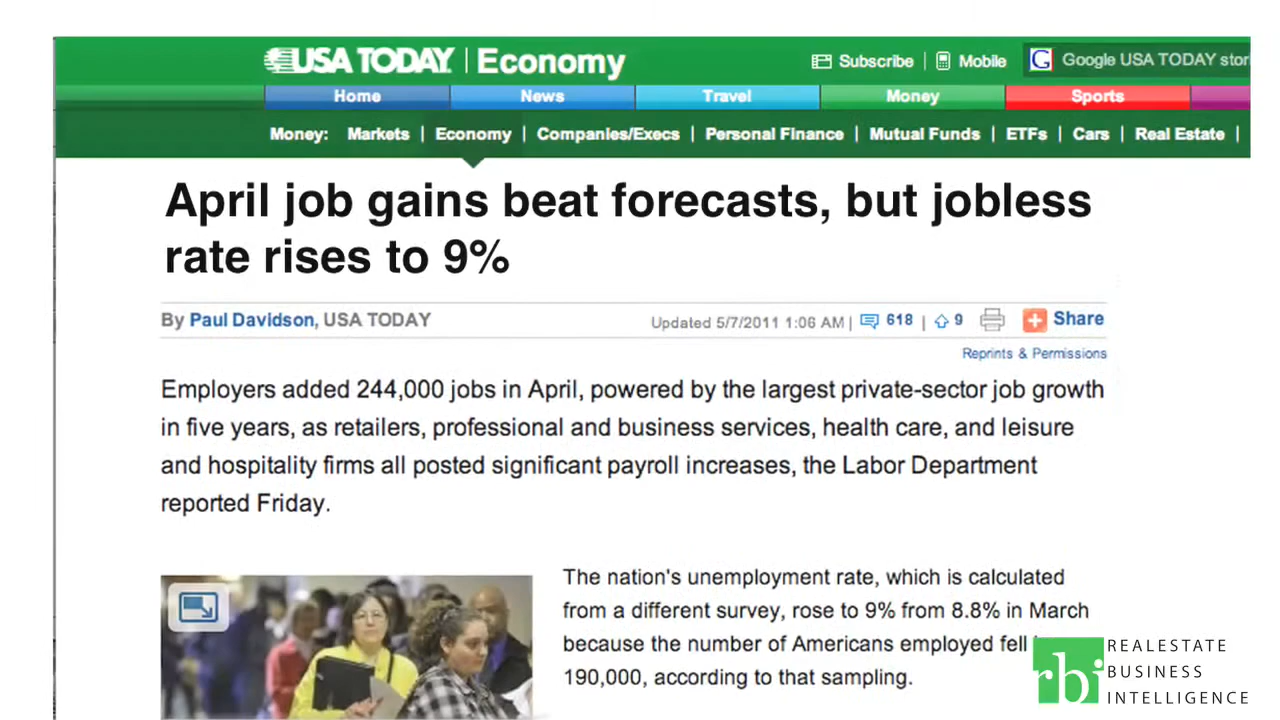 USA TODAY | Economy
Subscribe | Mobile
G Google USA TODAY stor
Home News Travel Money Sports
Money: Markets | Economy | Companies/Execs | Personal Finance | Mutual Funds | ETFs | Cars | Real Estate |
April job gains beat forecasts, but jobless
rate rises to 9%
By Paul Davidson, USA TODAY
Updated 5/7/2011 1:06 AM | 618 | 9 Share
Reprints & Permissions
Employers added 244,000 jobs in April, powered by the largest private-sector job growth
in five years, as retailers, professional and business services, health care, and leisure
and hospitality firms all posted significant payroll increases, the Labor Department
reported Friday.
The nation's unemployment rate, which is calculated
from a different survey, rose to 9% from 8.8% in March
because the number of Americans employed fell
190,000, according to that sampling.
rbi
REALESTATE
BUSINESS
INTELLIGENCE